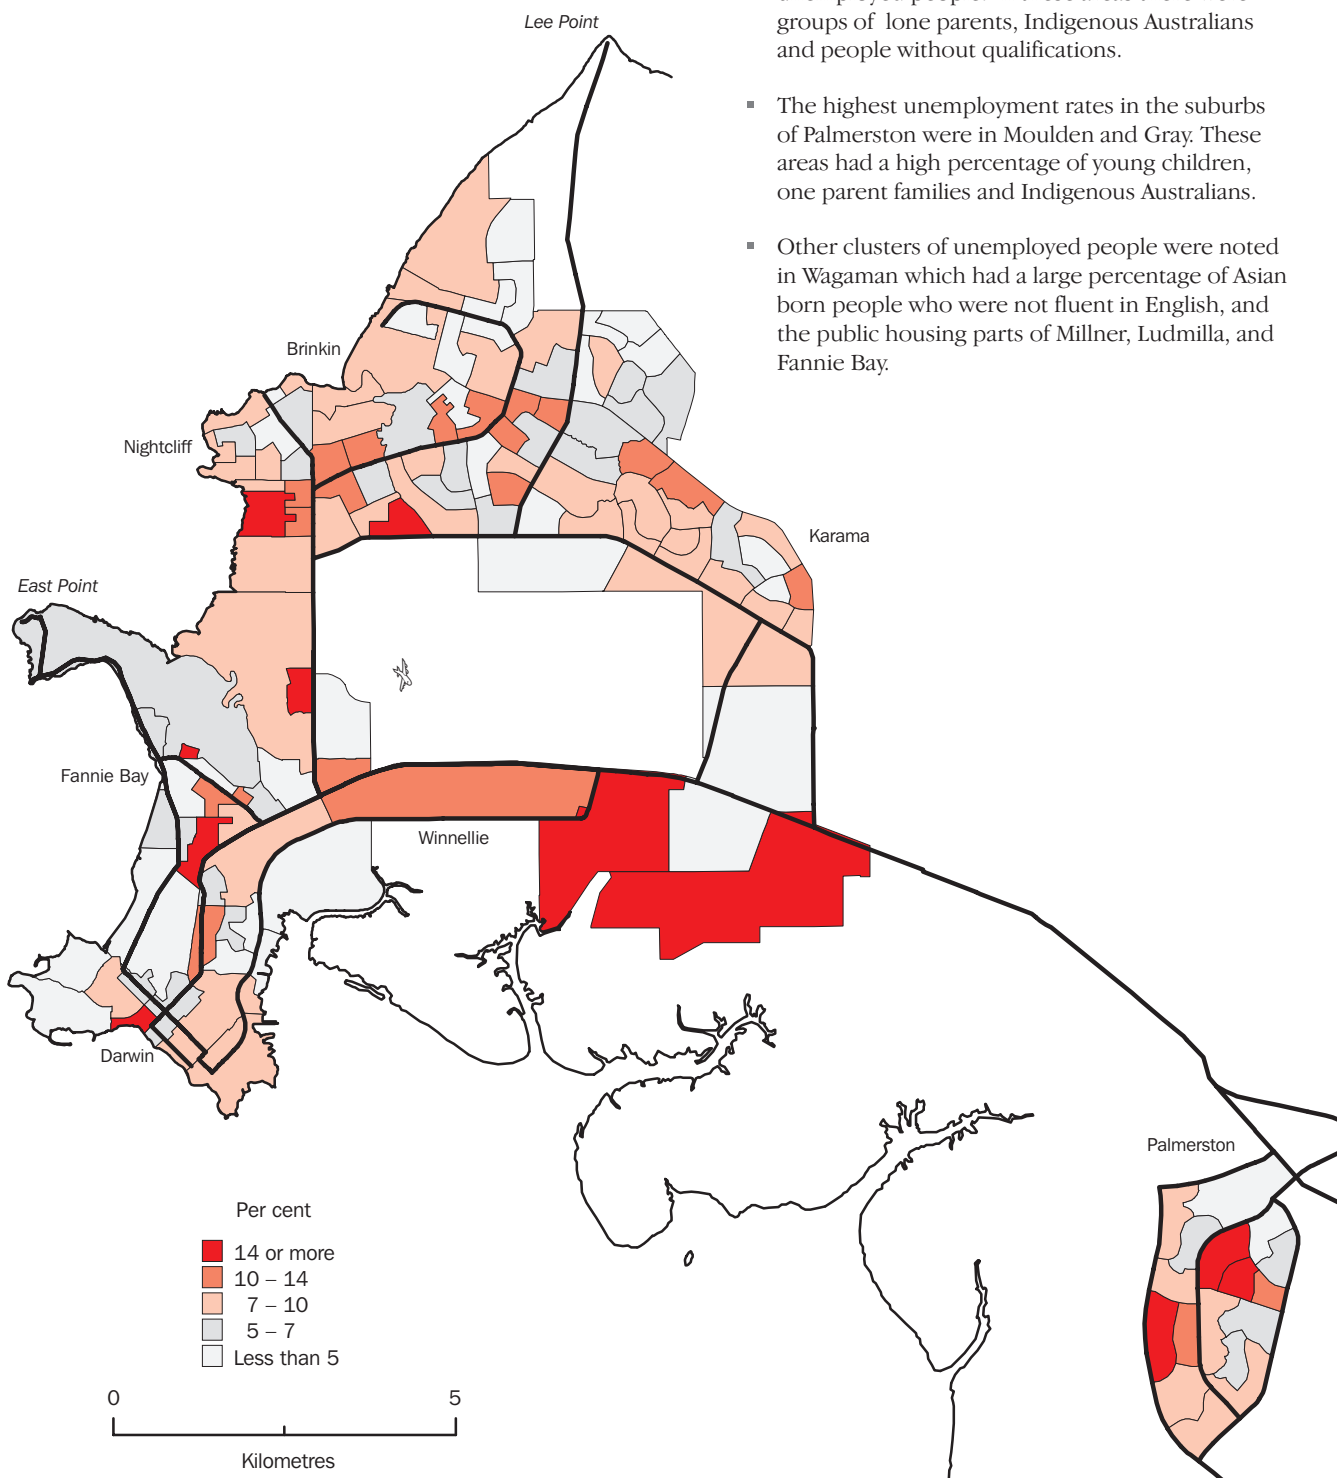 groups of lone parents, Indigenous Australians
and people without qualifications.
▪ The highest unemployment rates in the suburbs
of Palmerston were in Moulden and Gray. These
areas had a high percentage of young children,
one parent families and Indigenous Australians.
▪ Other clusters of unemployed people were noted
in Wagaman which had a large percentage of Asian
born people who were not fluent in English, and
the public housing parts of Millner, Ludmilla, and
Fannie Bay.
Lee Point
Brinkin
Nightcliff
Karama
East Point
Fannie Bay
Winnellie
Darwin
Palmerston
Per cent
14 or more
10 – 14
7 – 10
5 – 7
Less than 5
0 5
Kilometres